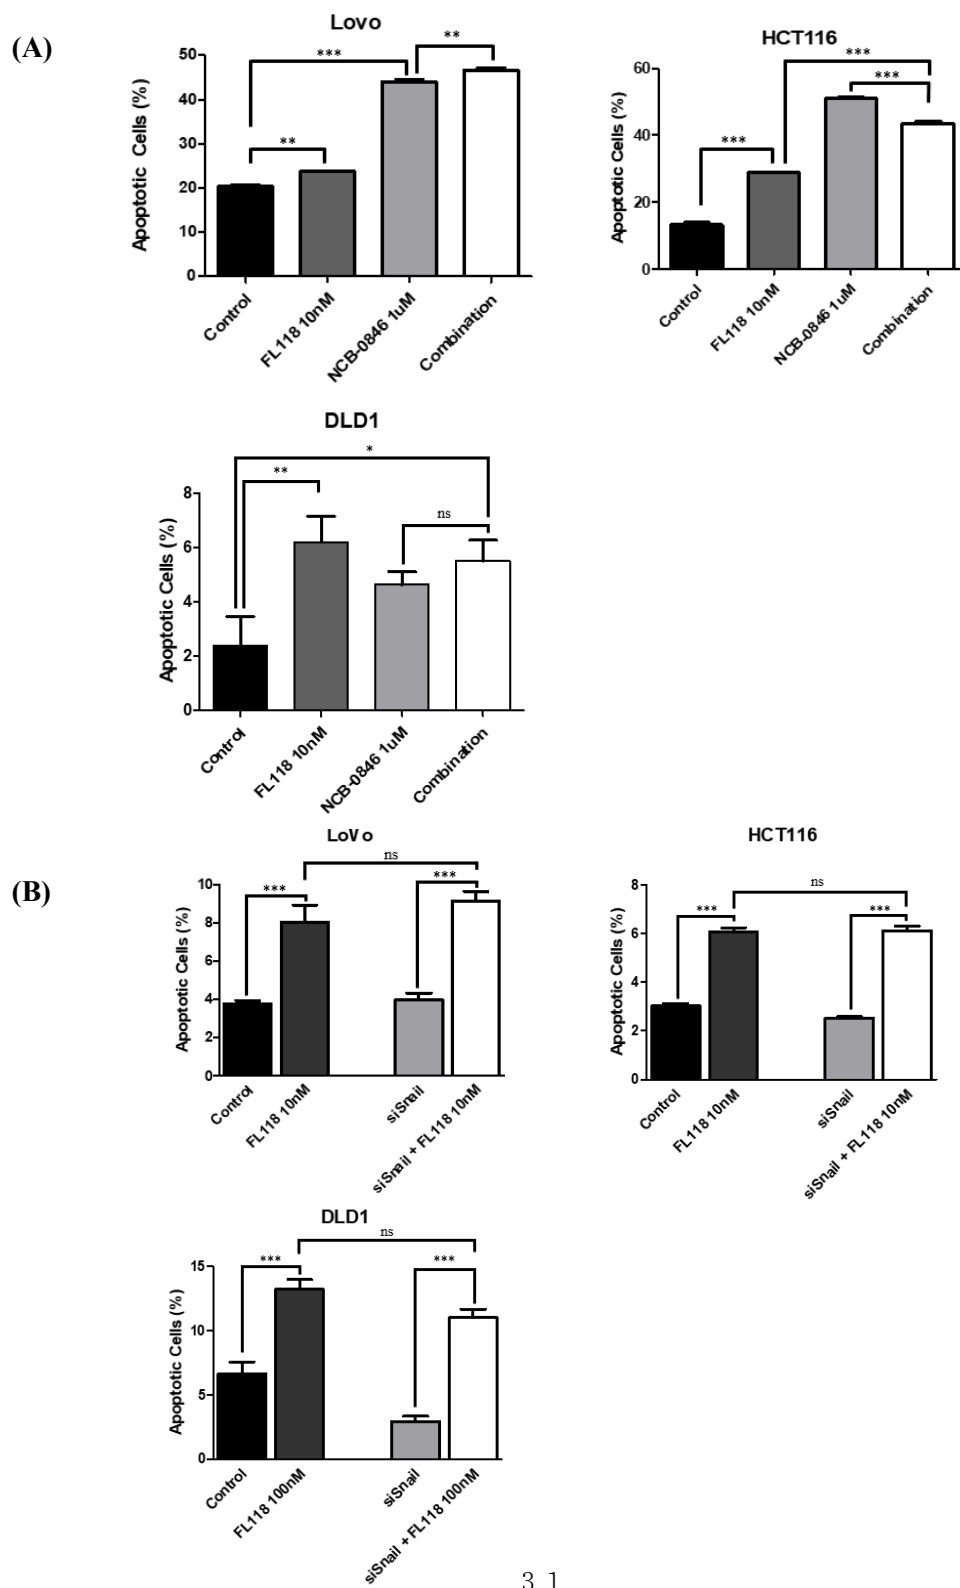 (A)
Lovo
***
**
**
Apoptotic Cells (%)
50
40
30
20
10
0
Control
FL118 10nM
NCB-0846 1uM
Combination
HCT116
***
***
***
Apoptotic Cells (%)
60
40
20
0
Control
FL118 10nM
NCB-0846 1uM
Combination
DLD1
*
**
ns
Apoptotic Cells (%)
8
6
4
2
0
Control
FL118 10nM
NCB-0846 1uM
Combination
(B)
LoVo
ns
***
***
Apoptotic Cells (%)
10
8
6
4
2
0
Control
FL118 10nM
siSnail
siSnail + FL118 10nM
HCT116
ns
***
***
Apoptotic Cells (%)
8
6
4
2
0
Control
FL118 10nM
siSnail
siSnail + FL118 10nM
DLD1
ns
***
***
Apoptotic Cells (%)
15
10
5
0
Control
FL118 100nM
siSnail
siSnail + FL118 100nM
3 1